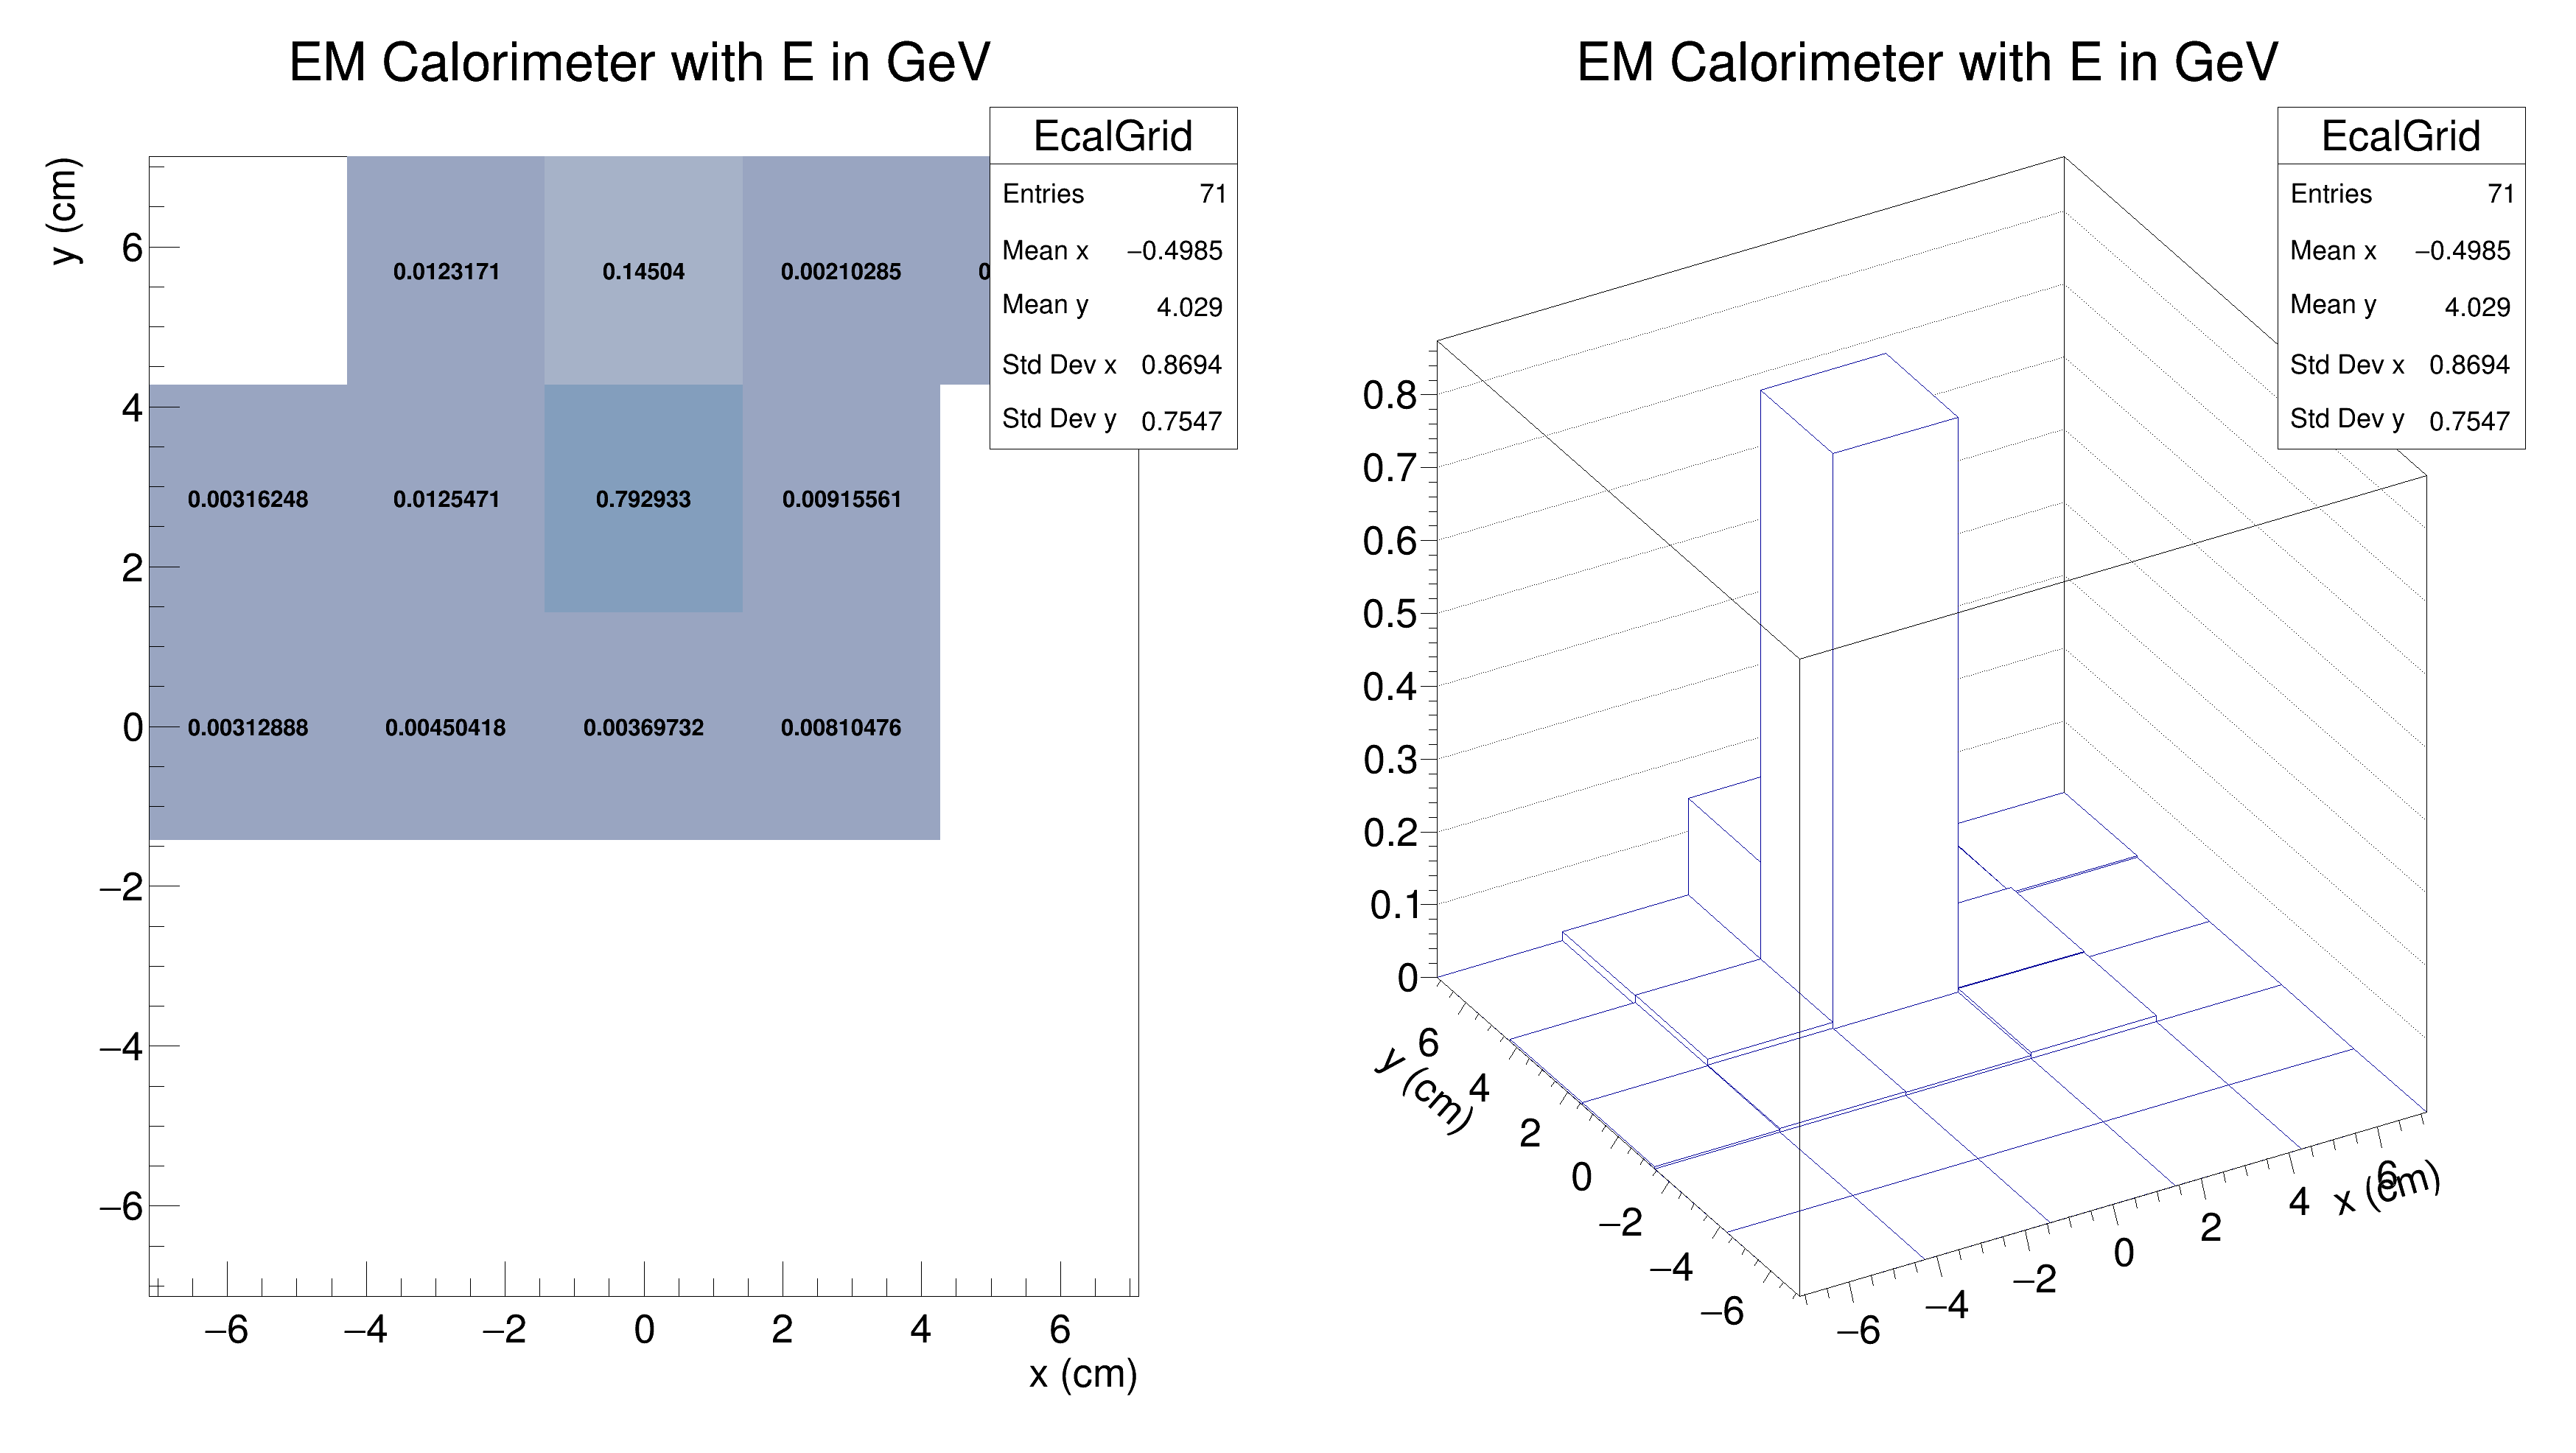 EM Calorimeter with E in GeV
EcalGrid
Entries 71
Mean x −0.4985
Mean y 4.029
Std Dev x 0.8694
Std Dev y 0.7547
y (cm)
6
4
2
0
−2
−4
−6
0.0123171 0.14504 0.00210285
0.00316248 0.0125471 0.792933 0.00915561
0.00312888 0.00450418 0.00369732 0.00810476
−6 −4 −2 0 2 4 6
x (cm)
EM Calorimeter with E in GeV
EcalGrid
Entries 71
Mean x −0.4985
Mean y 4.029
Std Dev x 0.8694
Std Dev y 0.7547
0.8
0.7
0.6
0.5
0.4
0.3
0.2
0.1
0
6
4
2
0
−2
−4
−6
y (cm)
−6
−4
−2
0
2
4
6
x (cm)